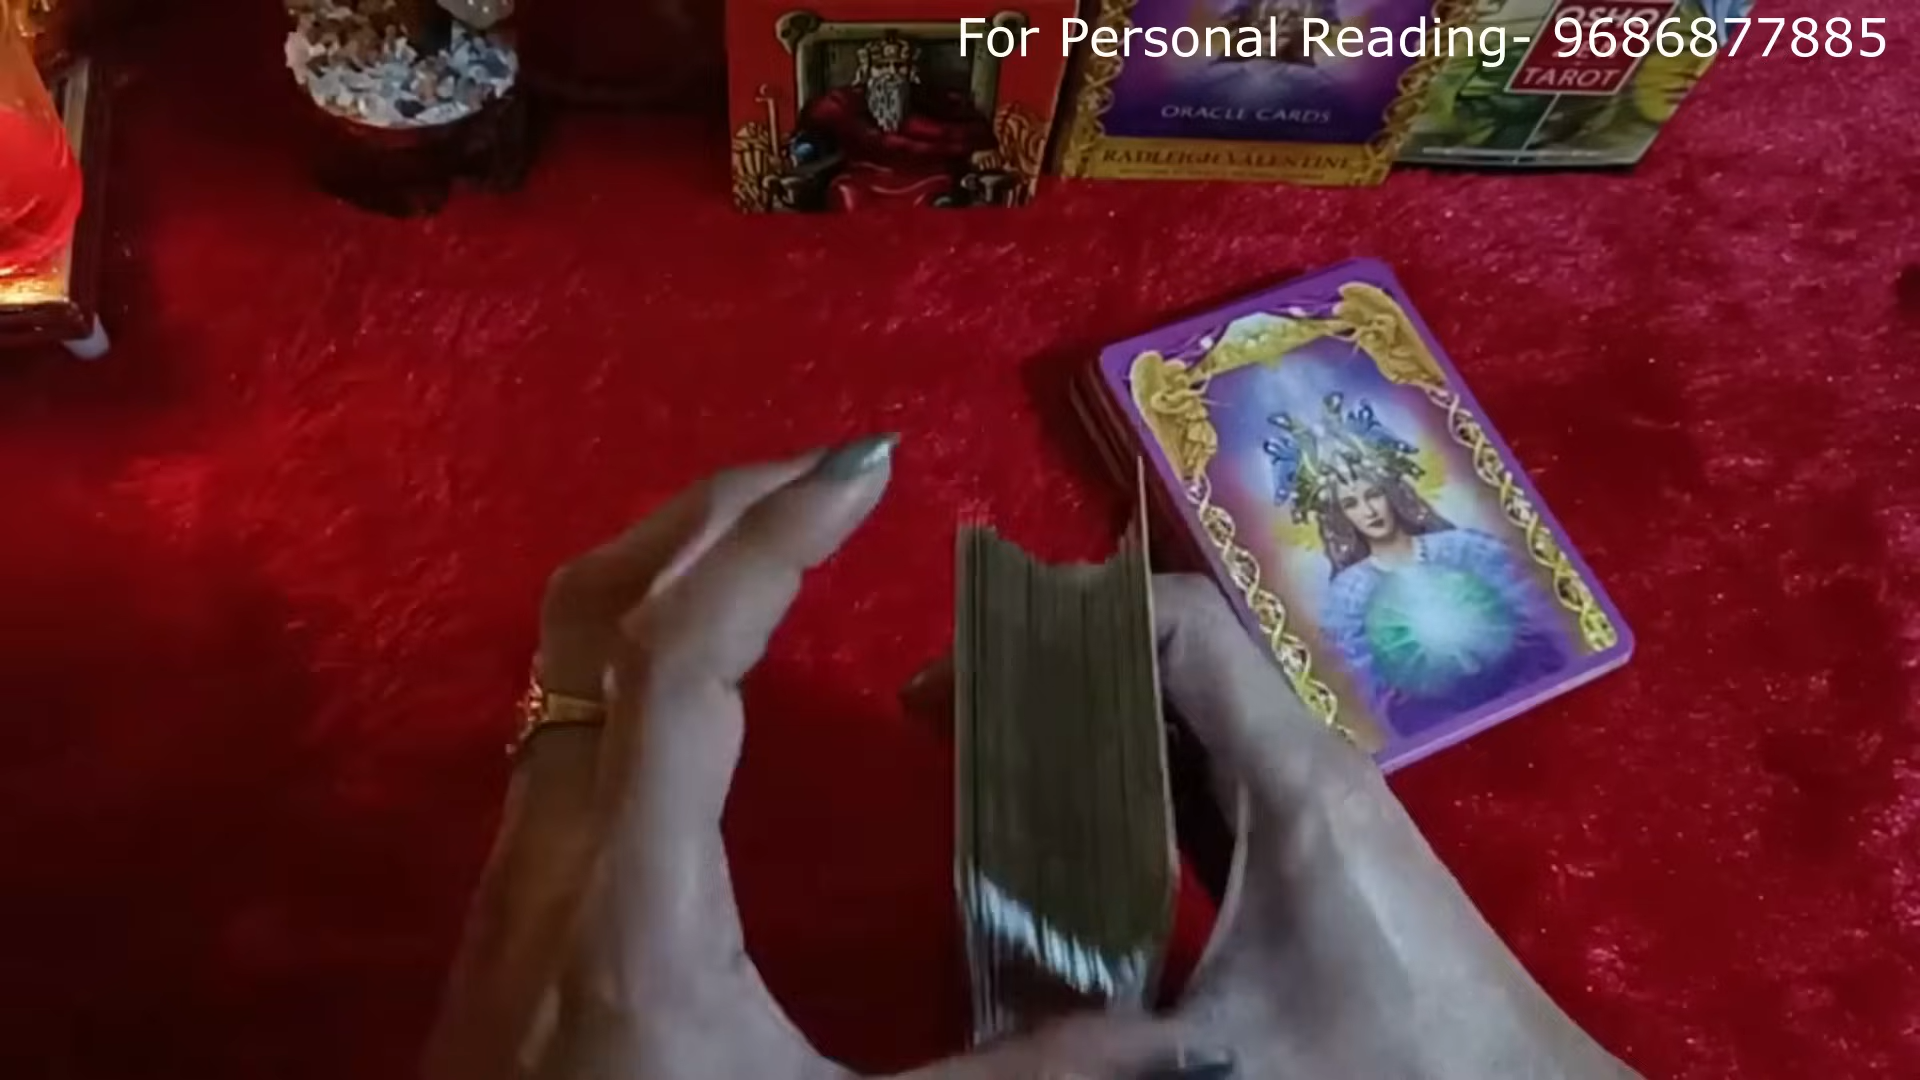 For Personal Reading- 9686877885
ORACLE CARDS
RADLEIGH VALENTINE
OSHO
TAROT